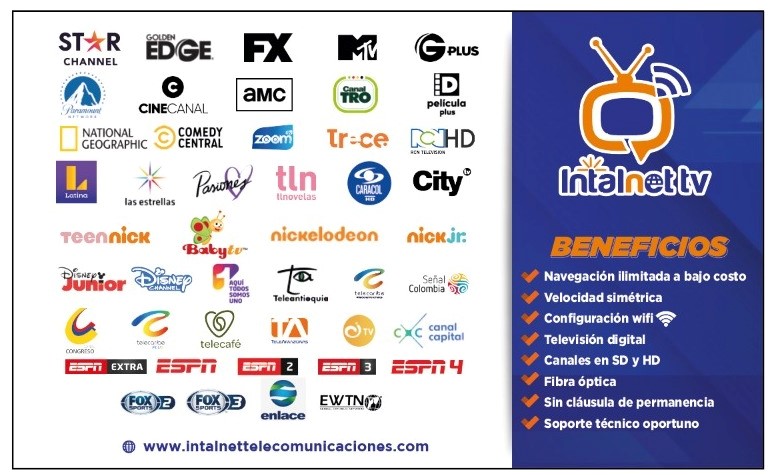 STAR
CHANNEL
GOLDEN
EDGE.
FX
MTV
G PLUS
Paramount
NETWORK
CINECANAL
aMC
Canal
TRO
D
película
plus
NATIONAL
GEOGRAPHIC
COMEDY
CENTRAL
zoom
trece
RCN HD
RCN TELEVISION
L
Latina
las estrellas
Pasiones
tln
tlnovelas
CARACOL
HD
City tv
TEENNICK
Babytv
nickelodeon
nick jr.
Disney
Junior
Disney
CHANNEL
1
AQUÍ
TODOS
SOMOS
UNO
Teleantioquia
telecaribe
Señal
Colombia
CONGRESO
telecaribe
telecafé
TA
TV
CXC canal
capital
ESPN EXTRA
ESPN
ESPN 2
ESPN 3
ESPN 4
FOX
SPORTS 2
FOX
SPORTS 3
enlace
EWTN
www.intalnettelecomunicaciones.com
Intalnet tv
BENEFICIOS
Navegación ilimitada a bajo costo
Velocidad simétrica
Configuración wifi
Televisión digital
Canales en SD y HD
Fibra óptica
Sin cláusula de permanencia
Soporte técnico oportuno